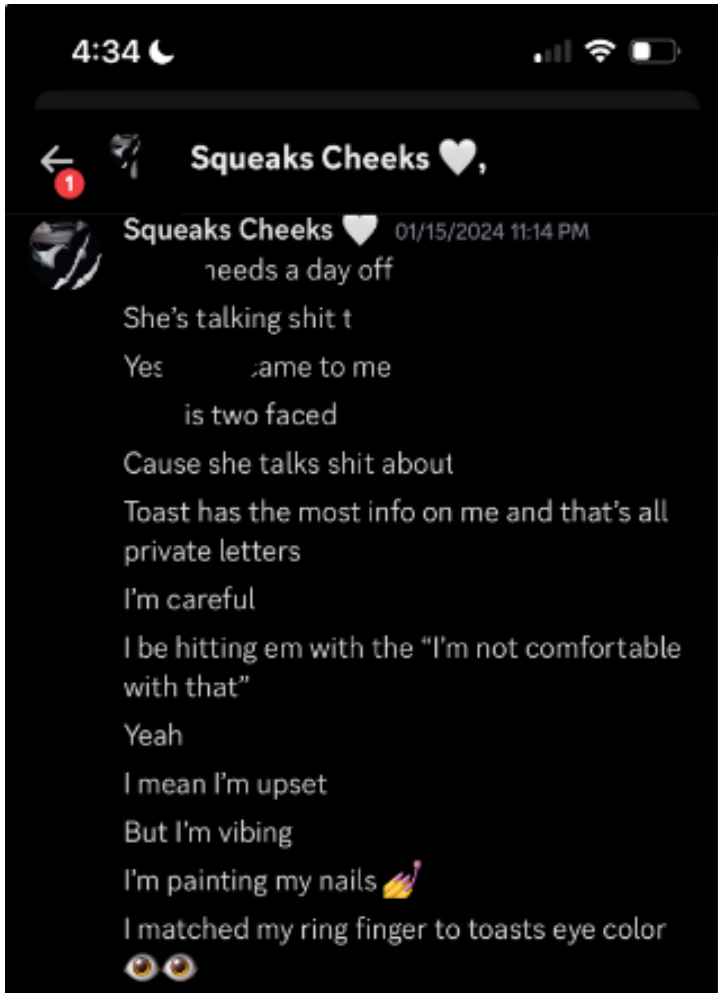 4:34
1
Squeaks Cheeks 🤍,
Squeaks Cheeks 🤍 01/15/2024 11:14 PM
needs a day off
She's talking shit t
Yes to me
is two faced
Cause she talks shit about
Toast has the most info on me and that's all
private letters
I'm careful
I be hitting em with the “I'm not comfortable
with that”
Yeah
I mean I'm upset
But I'm vibing
I'm painting my nails 💅
I matched my ring finger to toasts eye color
👁️👁️